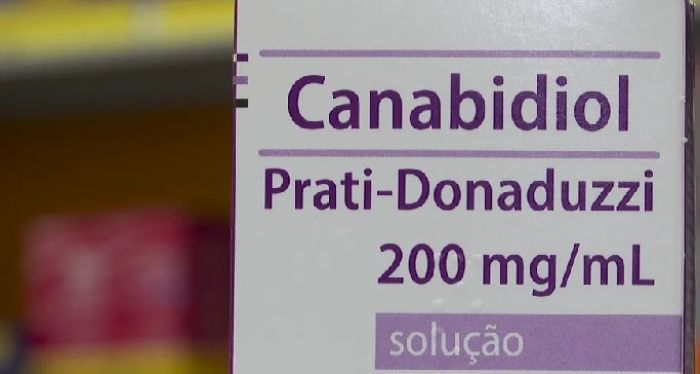 Canabidiol
Prati-Donaduzzi
200 mg/mL
solução